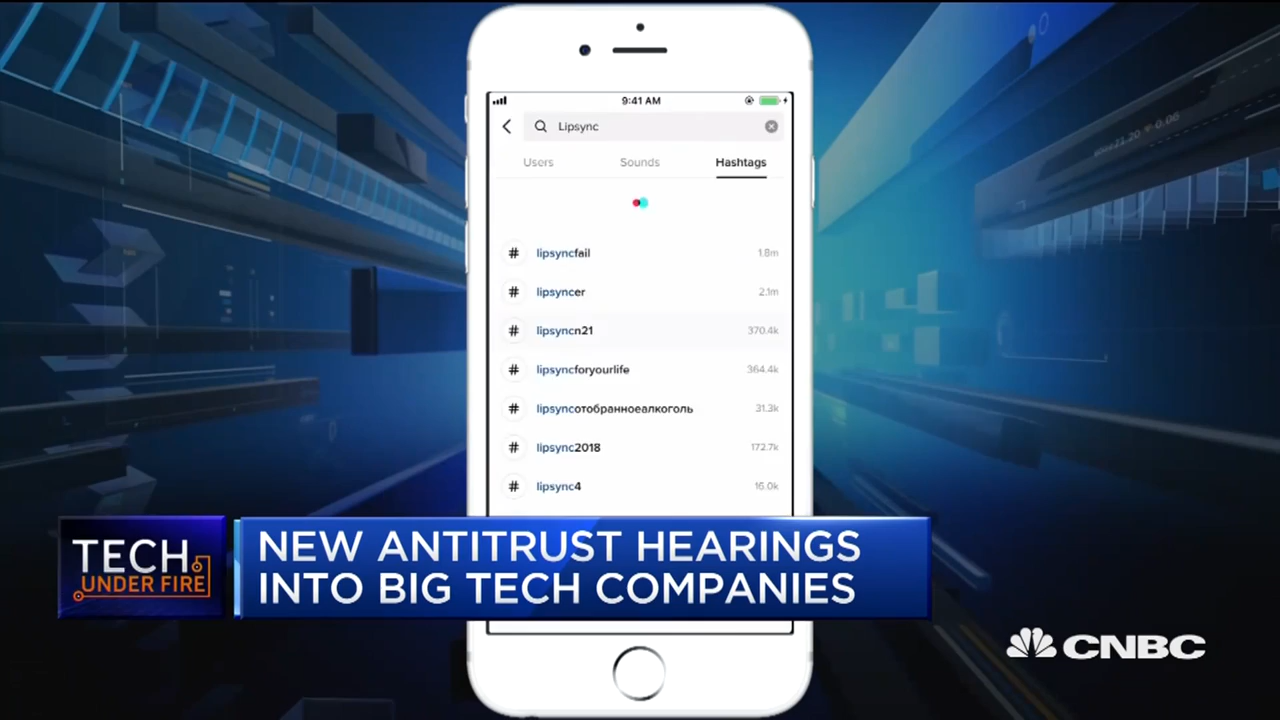 9:41 AM
Lipsync
Users Sounds Hashtags
# lipsyncfail 1.8m
# lipsyncer 2.1m
# lipsyncn21 370.4k
# lipsyncforyourlife 364.4k
# lipsyncотобранноеалкоголь 31.3k
# lipsync2018 172.7k
# lipsync4 16.0k
TECH
UNDER FIRE
NEW ANTITRUST HEARINGS
INTO BIG TECH COMPANIES
CNBC